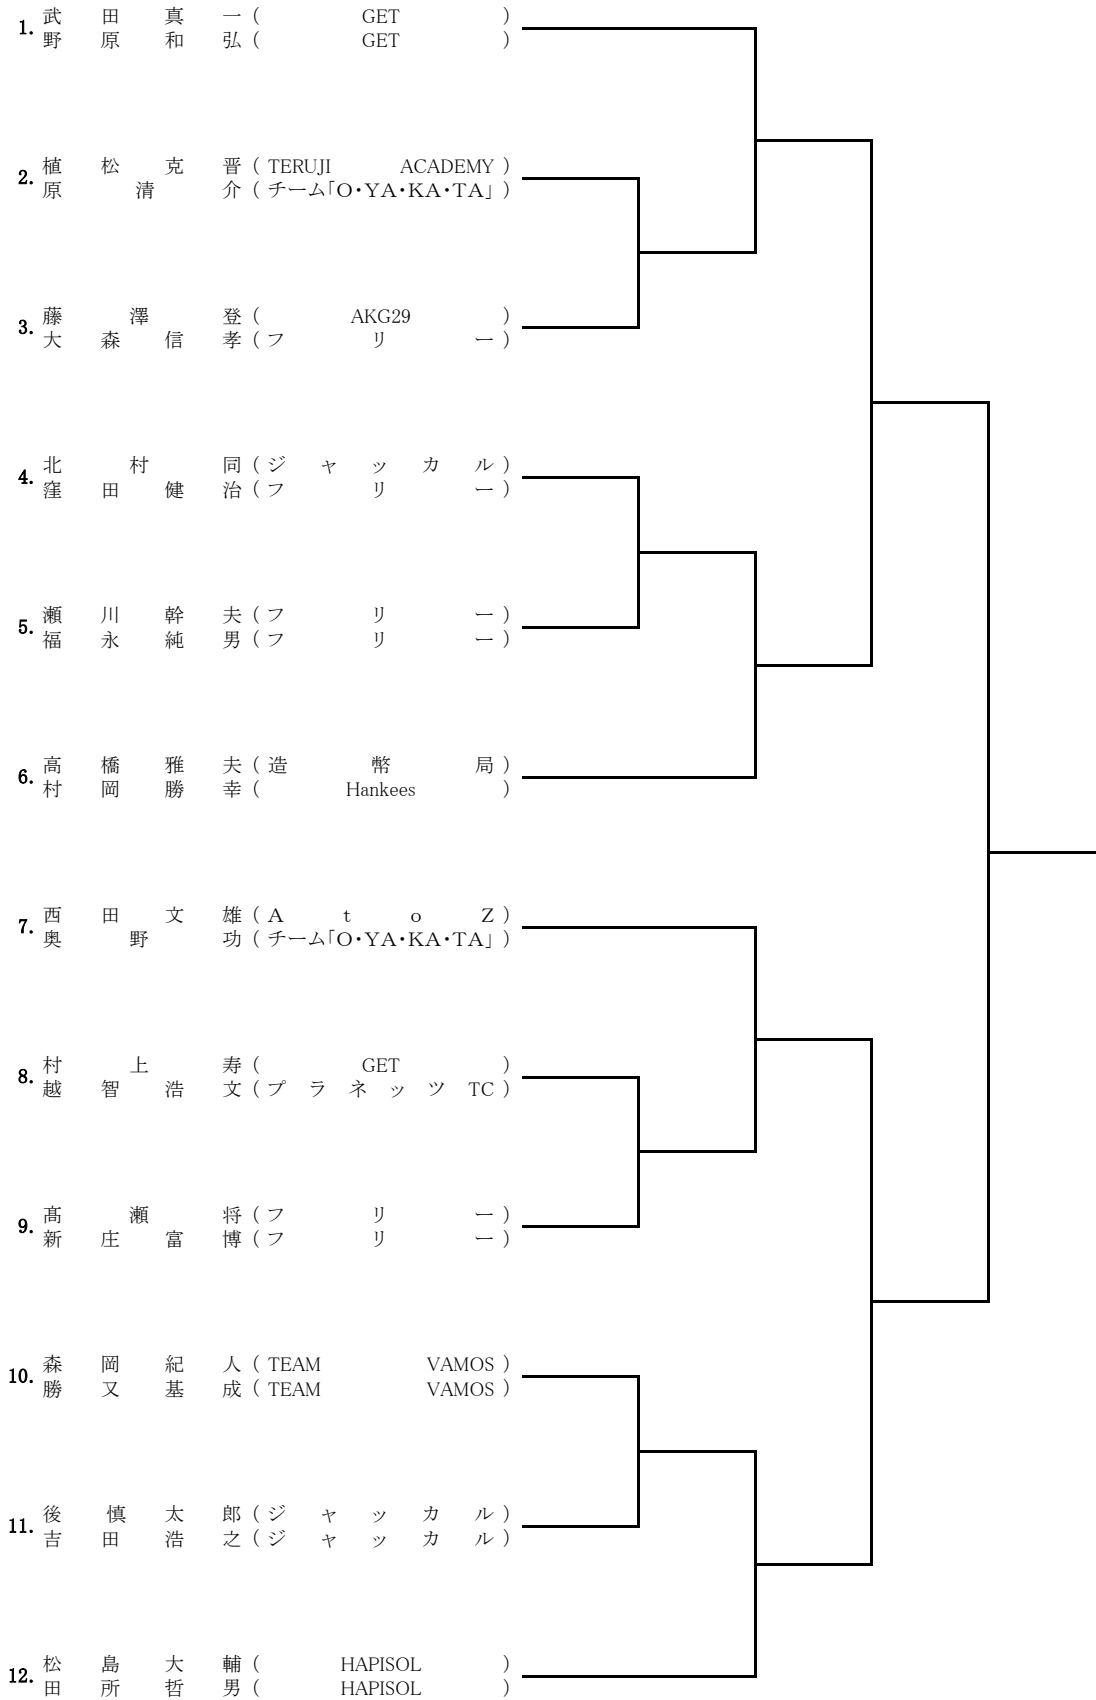 1. 武田真一(GET)
野原和弘(GET)
2. 植松克晋(TERUJI ACADEMY)
原清介(チーム「O・YA・KA・TA」)
3. 藤澤登(AKG29)
大森信孝(フリー)
4. 北村同(ジャッカル)
窪田健治(フリー)
5. 瀬川幹夫(フリー)
福永純男(フリー)
6. 高橋雅夫(造幣局)
村岡勝幸(Hankees)
7. 西田文雄(AtoZ)
奥野功(チーム「O・YA・KA・TA」)
8. 村上寿(GET)
越智浩文(プラネッツTC)
9. 髙瀬将(フリー)
新庄富博(フリー)
10. 森岡紀人(TEAM VAMOS)
勝又基成(TEAM VAMOS)
11. 後慎太郎(ジャッカル)
吉田浩之(ジャッカル)
12. 松島大輔(HAPISOL)
田所哲男(HAPISOL)